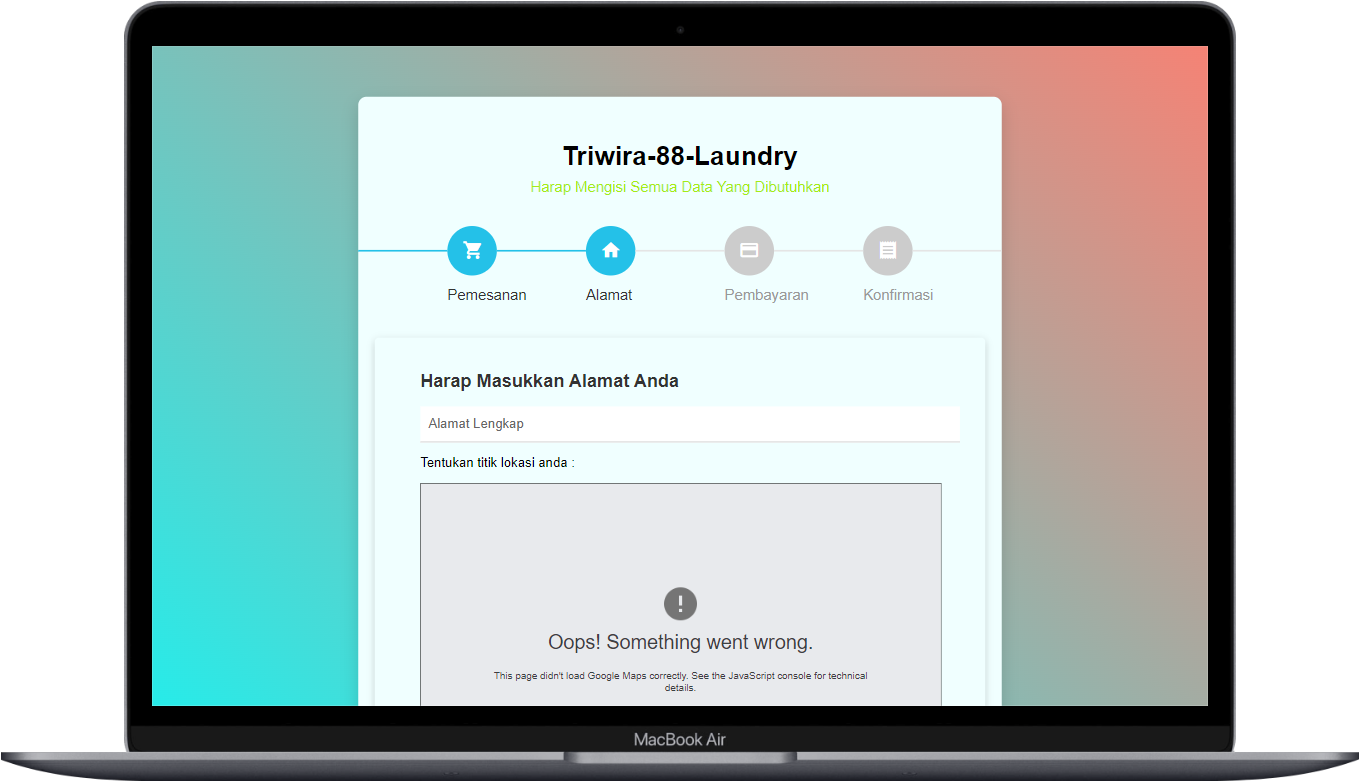 Triwira-88-Laundry
Harap Mengisi Semua Data Yang Dibutuhkan
Pemesanan
Alamat
Pembayaran
Konfirmasi
Harap Masukkan Alamat Anda
Alamat Lengkap
Tentukan titik lokasi anda :
Oops! Something went wrong.
This page didn't load Google Maps correctly. See the JavaScript console for technical
details.
MacBook Air